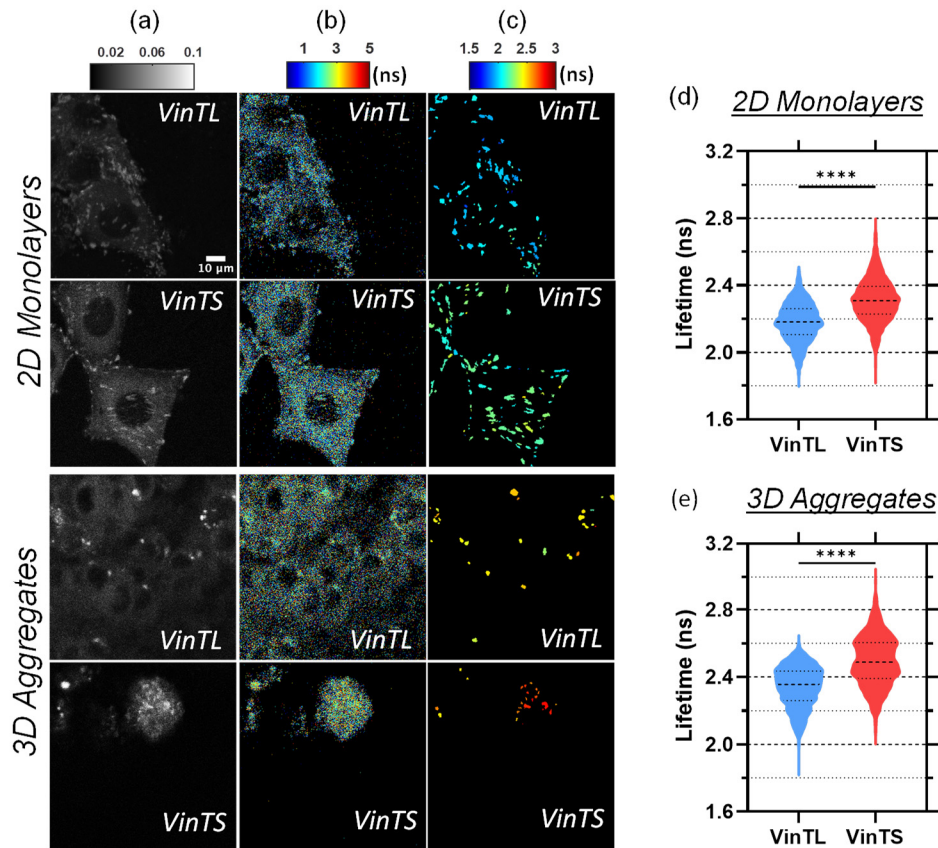 (a)
(b)
(c)
0.02 0.06 0.1
1 3 5
(ns)
1.5 2 2.5 3
(ns)
2D Monolayers
VinTL
VinTL
VinTL
10 µm
VinTS
VinTS
VinTS
3D Aggregates
VinTL
VinTL
VinTL
VinTS
VinTS
VinTS
(d)
2D Monolayers
Lifetime (ns)
3.2
2.8
2.4
2.0
1.6
****
VinTL VinTS
(e)
3D Aggregates
Lifetime (ns)
3.2
2.8
2.4
2.0
1.6
****
VinTL VinTS